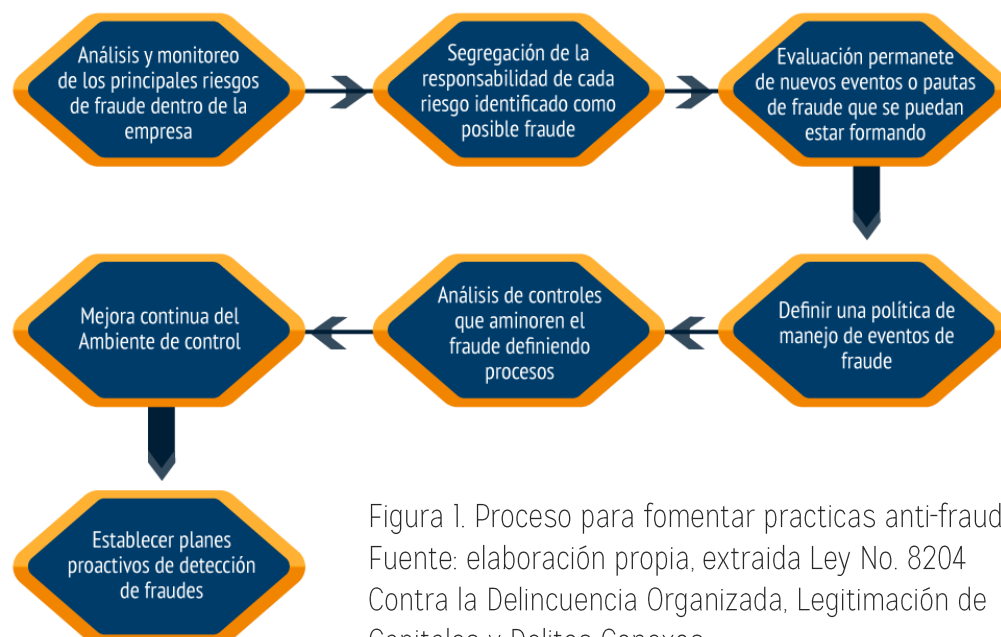 Análisis y monitoreo
de los principales riesgos
de fraude dentro de la
empresa
Segregación de la
responsabilidad de cada
riesgo identificado como
posible fraude
Evaluación permanete
de nuevos eventos o pautas
de fraude que se puedan
estar formando
Definir una política de
manejo de eventos de
fraude
Análisis de controles
que aminoren el
fraude definiendo
procesos
Mejora continua del
Ambiente de control
Establecer planes
proactivos de detección
de fraudes
Figura 1. Proceso para fomentar practicas anti-fraud
Fuente: elaboración propia, extraida Ley No. 8204
Contra la Delincuencia Organizada, Legitimación de
Capitales y Delitos Conexos